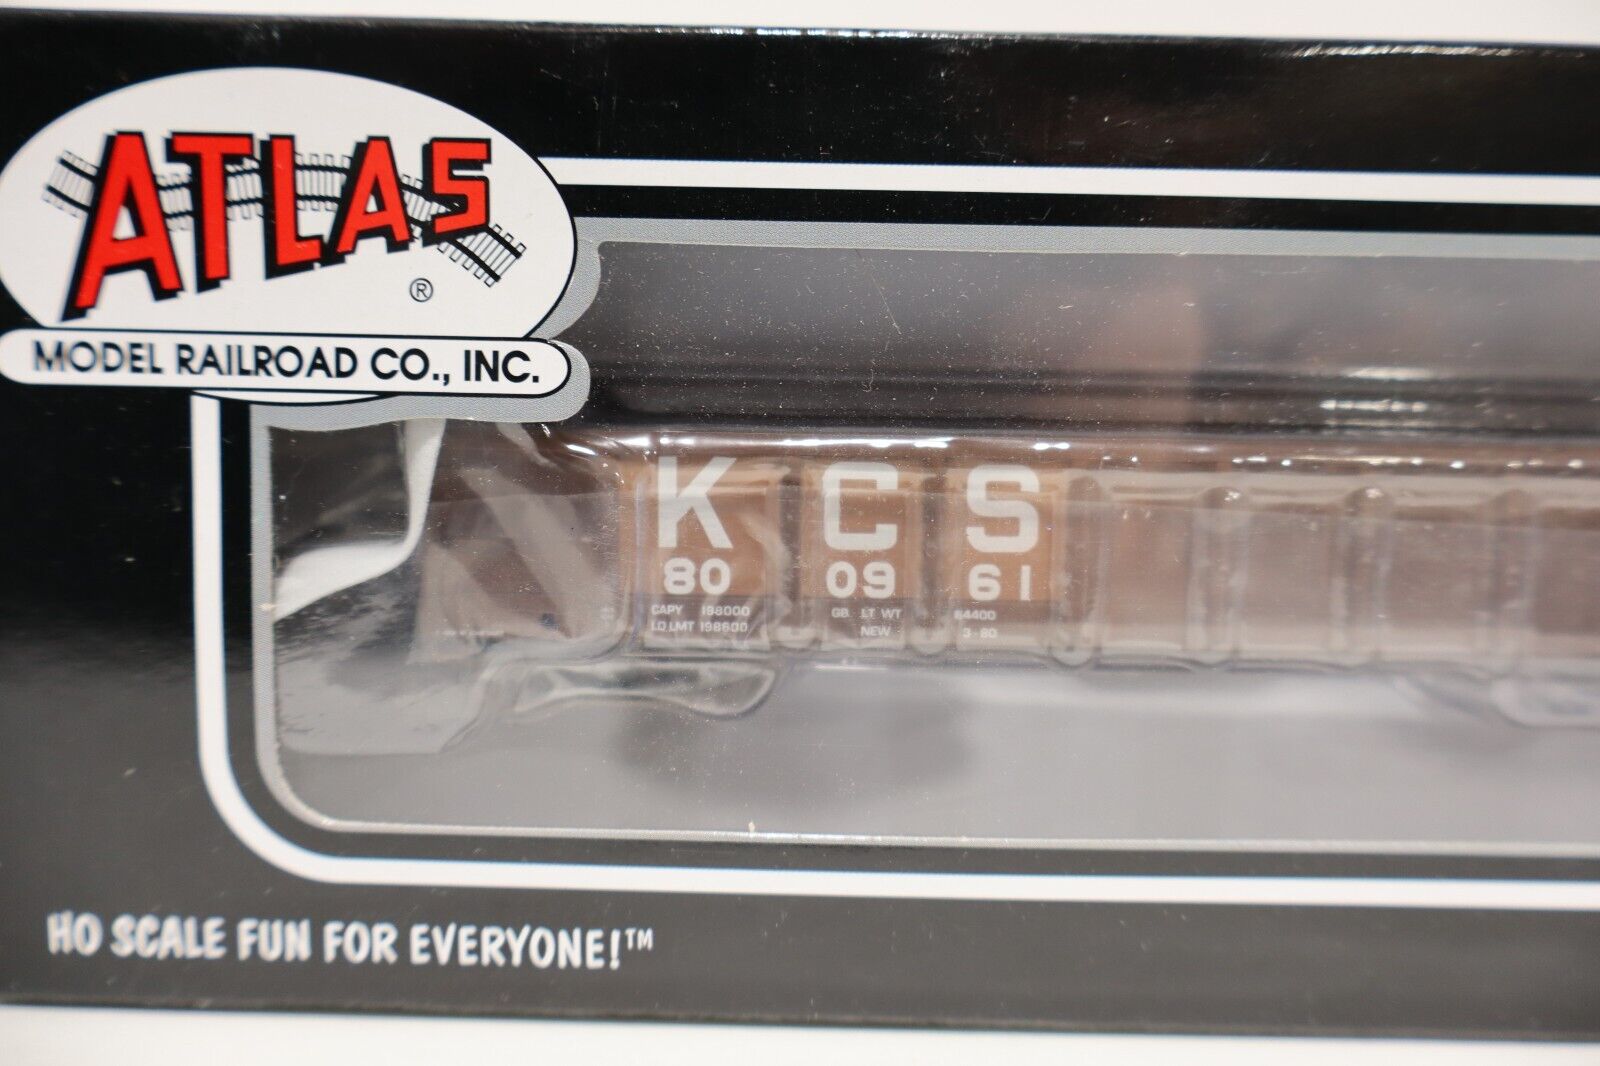 ATLAS
®
MODEL RAILROAD CO., INC.
K C S
80 09 61
CAPY 198000 GB LT WT 64400
LD LMT 198600 NEW 3-80
HO SCALE FUN FOR EVERYONE!™